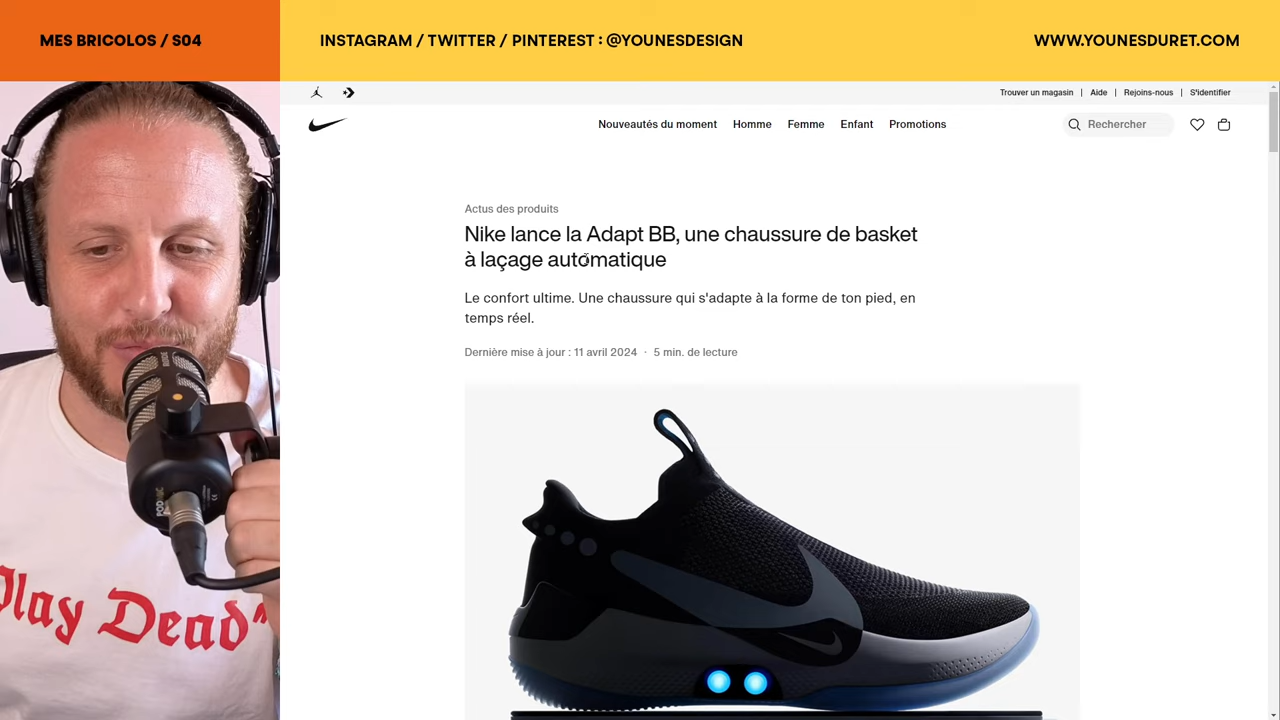 MES BRICOLOS / S04
INSTAGRAM / TWITTER / PINTEREST : @YOUNESDESIGN
WWW.YOUNESDURET.COM
Trouver un magasin | Aide | Rejoins-nous | S'identifier
Nouveautés du moment Homme Femme Enfant Promotions
Rechercher
Actus des produits
Nike lance la Adapt BB, une chaussure de basket
à laçage automatique
Le confort ultime. Une chaussure qui s'adapte à la forme de ton pied, en
temps réel.
Dernière mise à jour : 11 avril 2024 · 5 min. de lecture
RØDE
PODMIC
Play Dead"